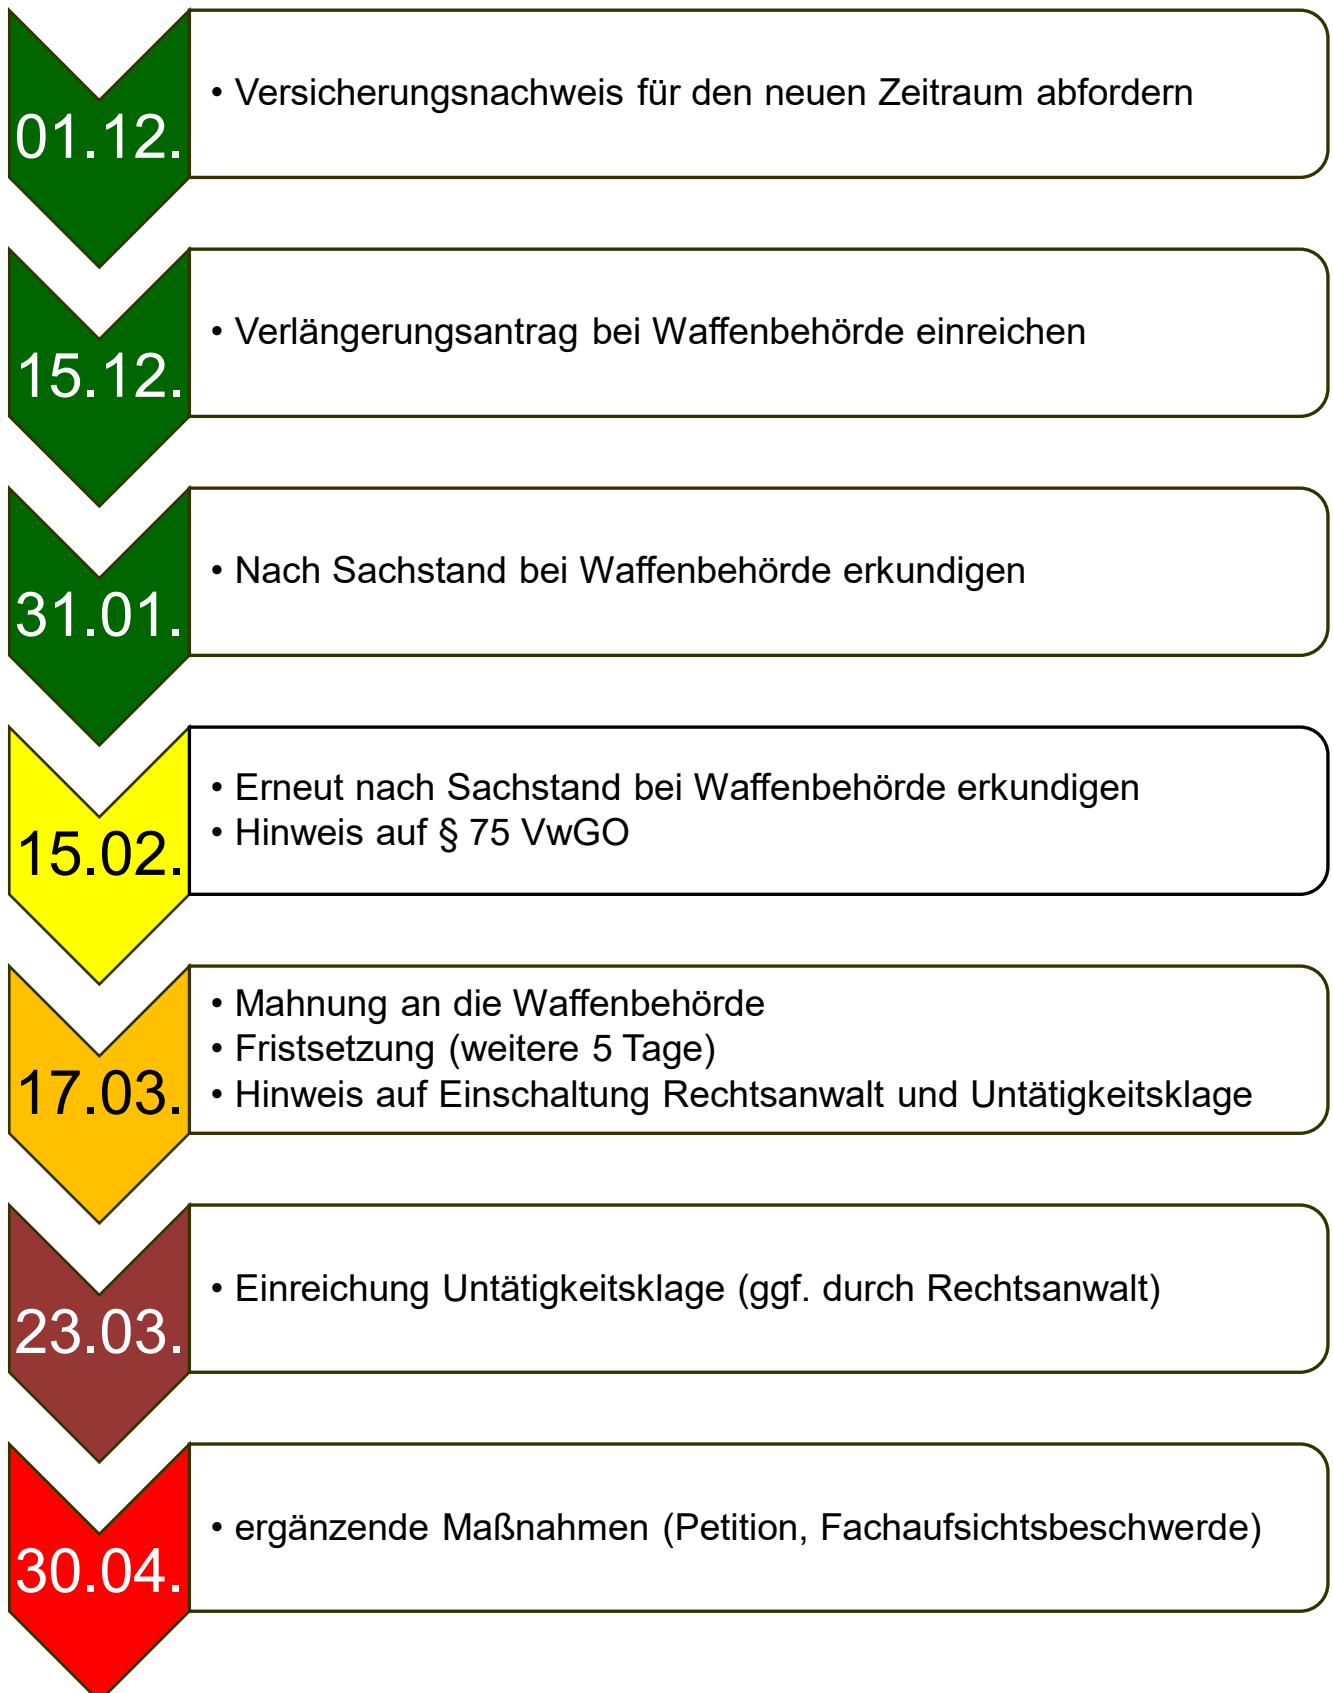 01.12.
• Versicherungsnachweis für den neuen Zeitraum abfordern
15.12.
• Verlängerungsantrag bei Waffenbehörde einreichen
31.01.
• Nach Sachstand bei Waffenbehörde erkundigen
15.02.
• Erneut nach Sachstand bei Waffenbehörde erkundigen
• Hinweis auf § 75 VwGO
17.03.
• Mahnung an die Waffenbehörde
• Fristsetzung (weitere 5 Tage)
• Hinweis auf Einschaltung Rechtsanwalt und Untätigkeitsklage
23.03.
• Einreichung Untätigkeitsklage (ggf. durch Rechtsanwalt)
30.04.
• ergänzende Maßnahmen (Petition, Fachaufsichtsbeschwerde)